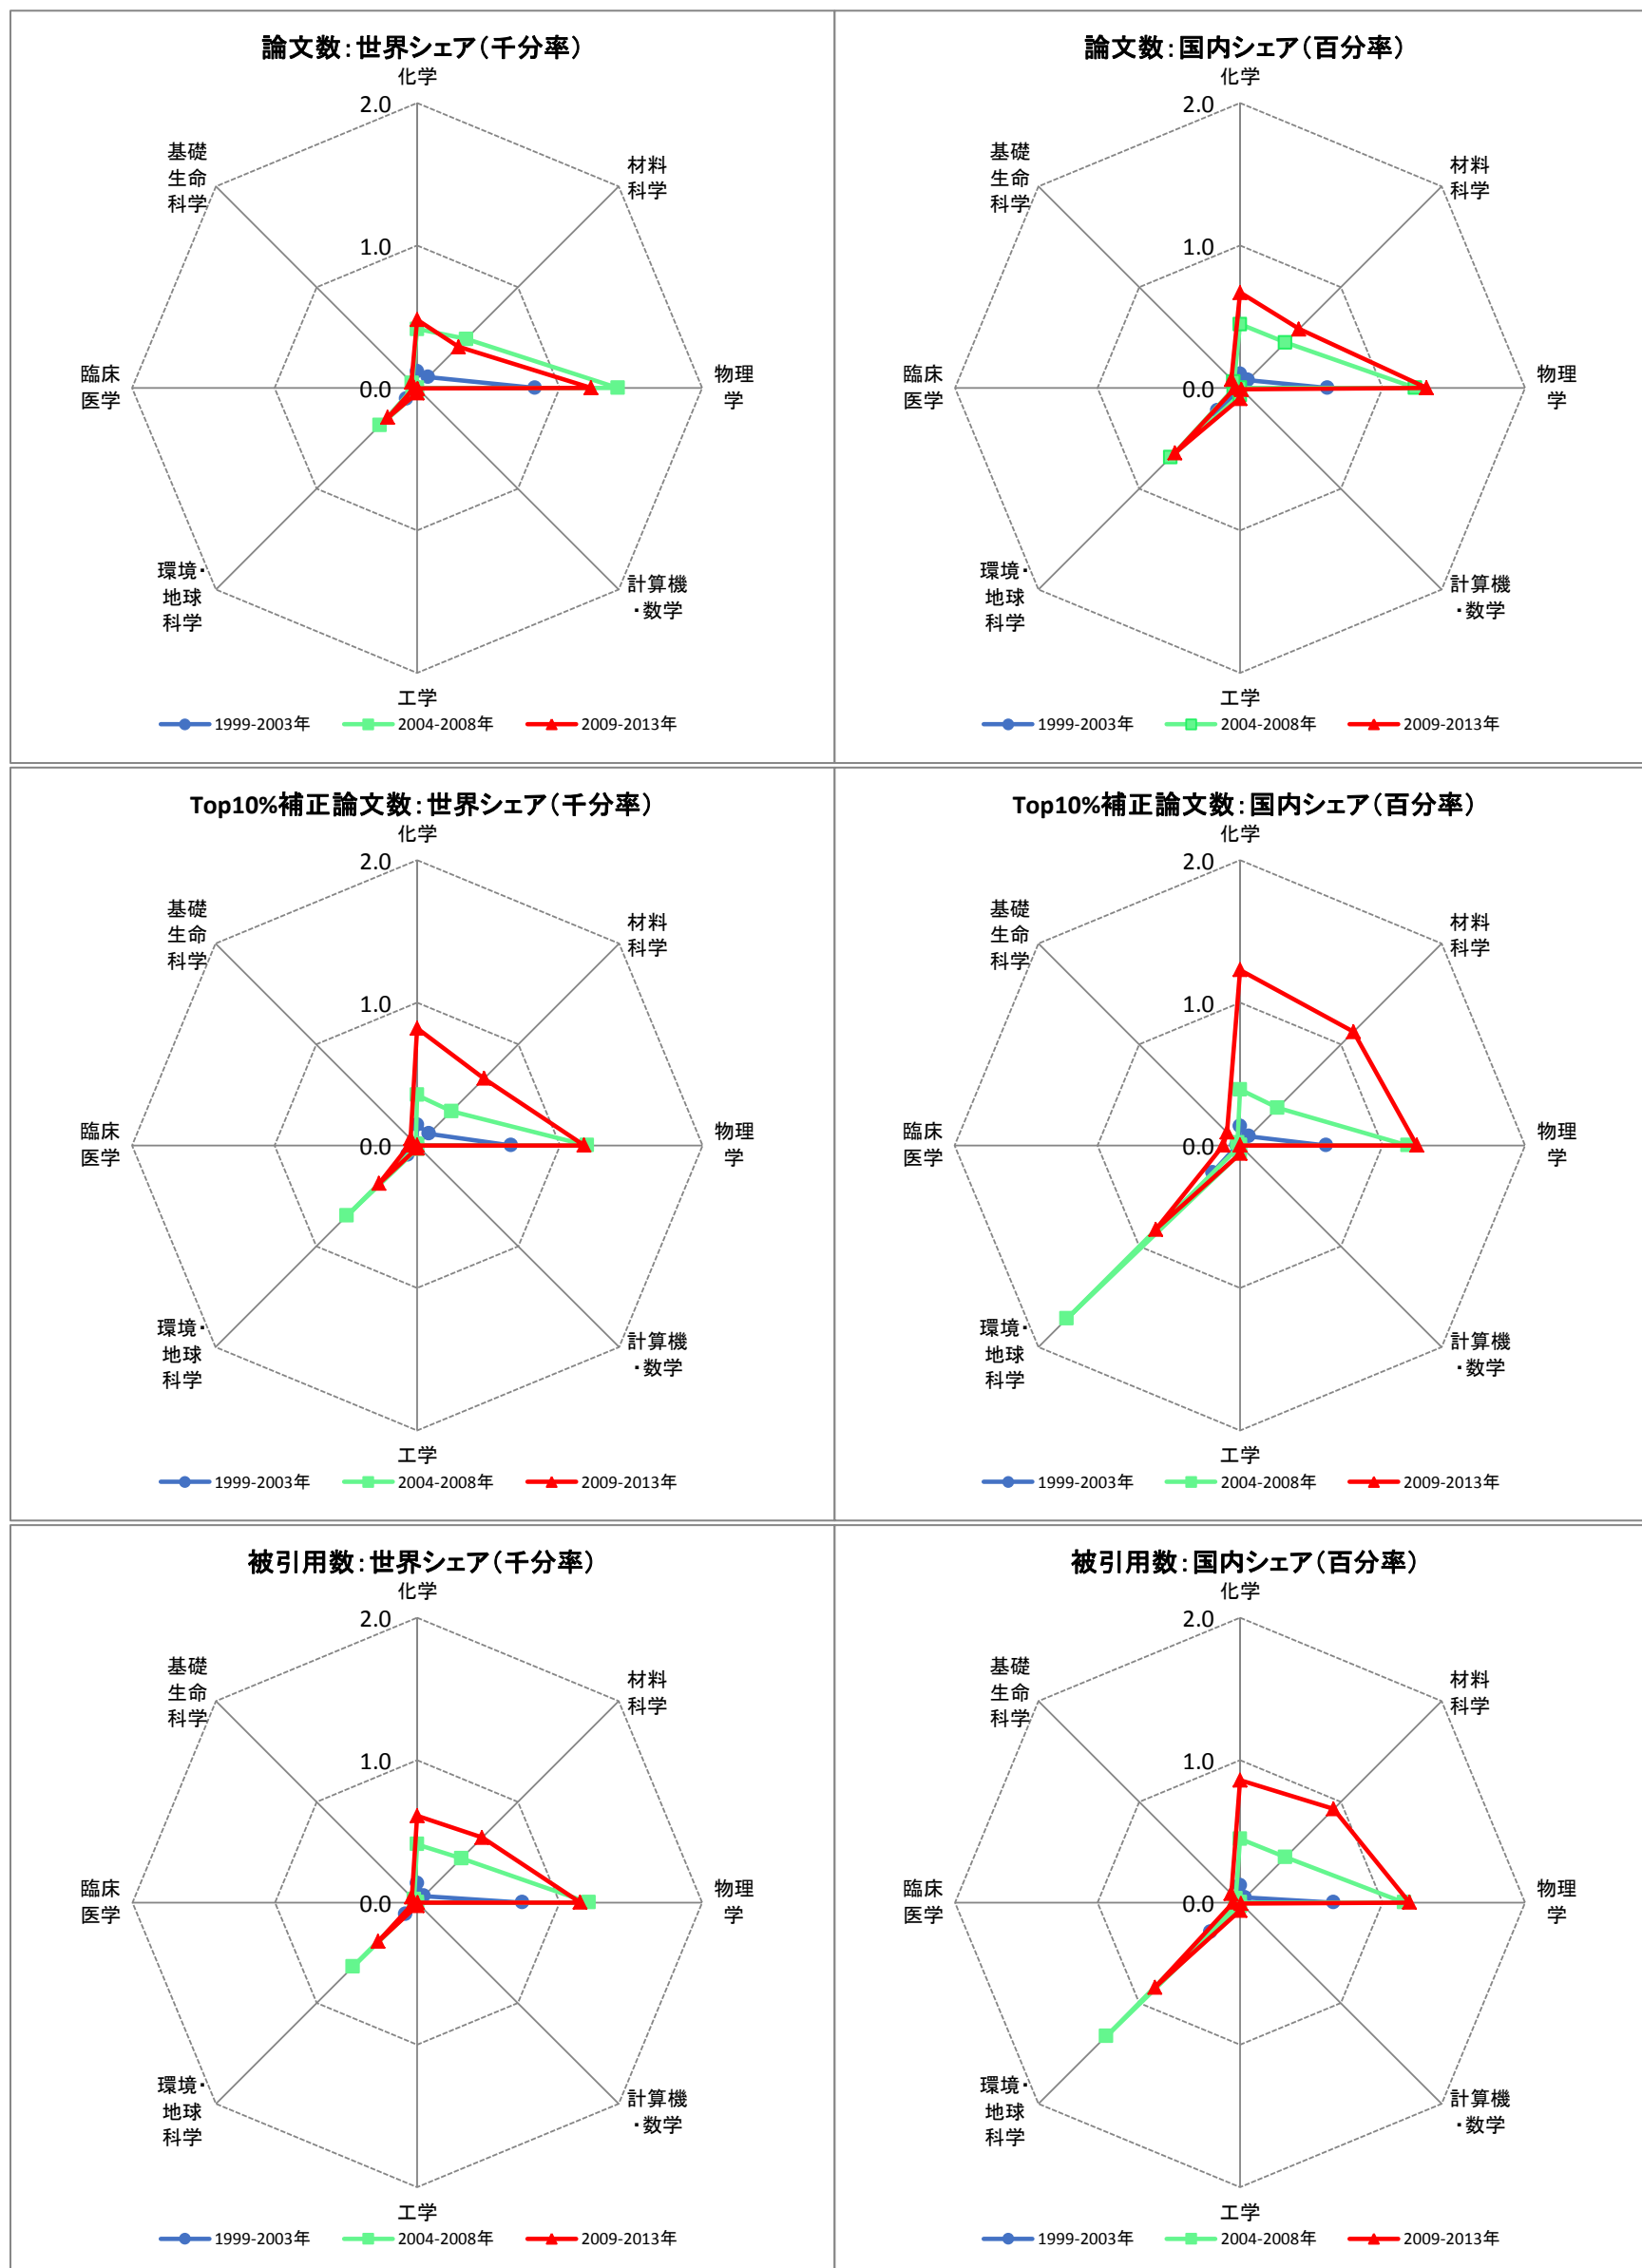 論文数：世界シェア（千分率）
化学
2.0
基礎
生命
科学
材料
科学
1.0
臨床
医学
0.0
物理
学
環境・
地球
科学
計算機
・数学
工学
1999-2003年 2004-2008年 2009-2013年
論文数：国内シェア（百分率）
化学
2.0
基礎
生命
科学
材料
科学
1.0
臨床
医学
0.0
物理
学
環境・
地球
科学
計算機
・数学
工学
1999-2003年 2004-2008年 2009-2013年
Top10%補正論文数：世界シェア（千分率）
化学
2.0
基礎
生命
科学
材料
科学
1.0
臨床
医学
0.0
物理
学
環境・
地球
科学
計算機
・数学
工学
1999-2003年 2004-2008年 2009-2013年
Top10%補正論文数：国内シェア（百分率）
化学
2.0
基礎
生命
科学
材料
科学
1.0
臨床
医学
0.0
物理
学
環境・
地球
科学
計算機
・数学
工学
1999-2003年 2004-2008年 2009-2013年
被引用数：世界シェア（千分率）
化学
2.0
基礎
生命
科学
材料
科学
1.0
臨床
医学
0.0
物理
学
環境・
地球
科学
計算機
・数学
工学
1999-2003年 2004-2008年 2009-2013年
被引用数：国内シェア（百分率）
化学
2.0
基礎
生命
科学
材料
科学
1.0
臨床
医学
0.0
物理
学
環境・
地球
科学
計算機
・数学
工学
1999-2003年 2004-2008年 2009-2013年